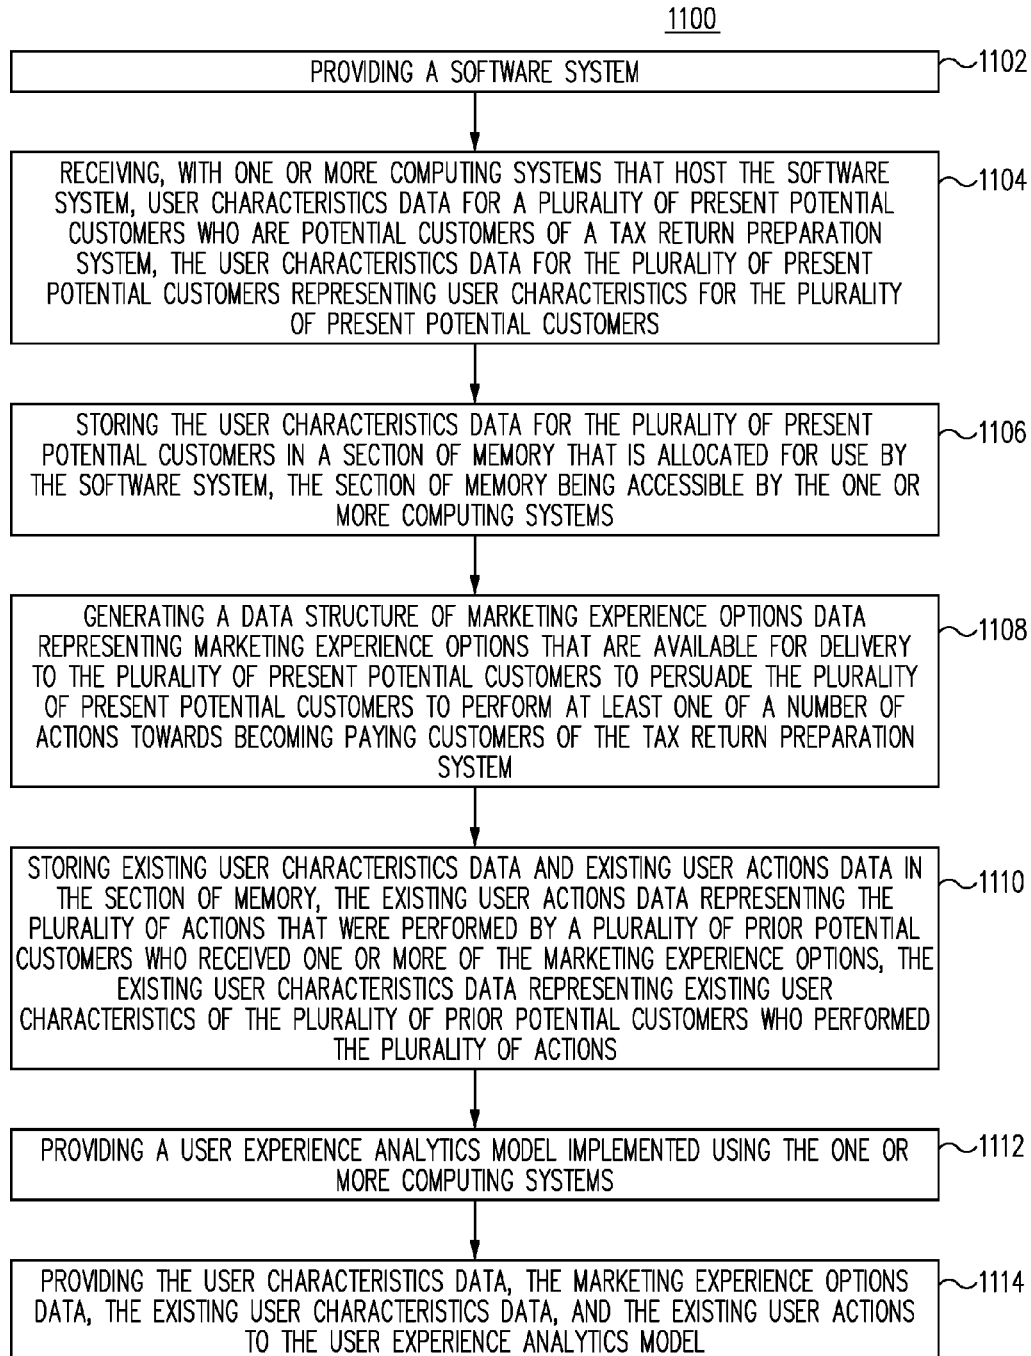 1100
PROVIDING A SOFTWARE SYSTEM
1102
RECEIVING, WITH ONE OR MORE COMPUTING SYSTEMS THAT HOST THE SOFTWARE
SYSTEM, USER CHARACTERISTICS DATA FOR A PLURALITY OF PRESENT POTENTIAL
CUSTOMERS WHO ARE POTENTIAL CUSTOMERS OF A TAX RETURN PREPARATION
SYSTEM, THE USER CHARACTERISTICS DATA FOR THE PLURALITY OF PRESENT
POTENTIAL CUSTOMERS REPRESENTING USER CHARACTERISTICS FOR THE PLURALITY
OF PRESENT POTENTIAL CUSTOMERS
1104
STORING THE USER CHARACTERISTICS DATA FOR THE PLURALITY OF PRESENT
POTENTIAL CUSTOMERS IN A SECTION OF MEMORY THAT IS ALLOCATED FOR USE BY
THE SOFTWARE SYSTEM, THE SECTION OF MEMORY BEING ACCESSIBLE BY THE ONE OR
MORE COMPUTING SYSTEMS
1106
GENERATING A DATA STRUCTURE OF MARKETING EXPERIENCE OPTIONS DATA
REPRESENTING MARKETING EXPERIENCE OPTIONS THAT ARE AVAILABLE FOR DELIVERY
TO THE PLURALITY OF PRESENT POTENTIAL CUSTOMERS TO PERSUADE THE PLURALITY
OF PRESENT POTENTIAL CUSTOMERS TO PERFORM AT LEAST ONE OF A NUMBER OF
ACTIONS TOWARDS BECOMING PAYING CUSTOMERS OF THE TAX RETURN PREPARATION
SYSTEM
1108
STORING EXISTING USER CHARACTERISTICS DATA AND EXISTING USER ACTIONS DATA IN
THE SECTION OF MEMORY, THE EXISTING USER ACTIONS DATA REPRESENTING THE
PLURALITY OF ACTIONS THAT WERE PERFORMED BY A PLURALITY OF PRIOR POTENTIAL
CUSTOMERS WHO RECEIVED ONE OR MORE OF THE MARKETING EXPERIENCE OPTIONS, THE
EXISTING USER CHARACTERISTICS DATA REPRESENTING EXISTING USER
CHARACTERISTICS OF THE PLURALITY OF PRIOR POTENTIAL CUSTOMERS WHO PERFORMED
THE PLURALITY OF ACTIONS
1110
PROVIDING A USER EXPERIENCE ANALYTICS MODEL IMPLEMENTED USING THE ONE OR
MORE COMPUTING SYSTEMS
1112
PROVIDING THE USER CHARACTERISTICS DATA, THE MARKETING EXPERIENCE OPTIONS
DATA, THE EXISTING USER CHARACTERISTICS DATA, AND THE EXISTING USER ACTIONS
TO THE USER EXPERIENCE ANALYTICS MODEL
1114